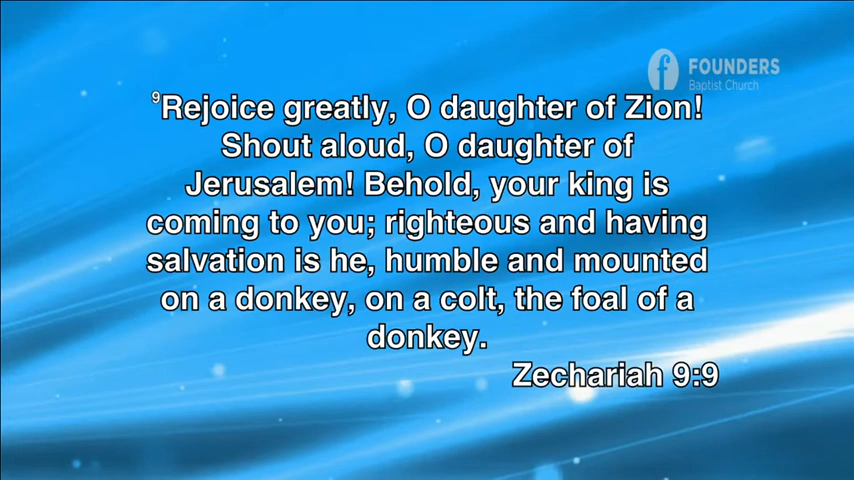 FOUNDERS
Baptist Church
9Rejoice greatly, O daughter of Zion!
Shout aloud, O daughter of
Jerusalem! Behold, your king is
coming to you; righteous and having
salvation is he, humble and mounted
on a donkey, on a colt, the foal of a
donkey.
Zechariah 9:9